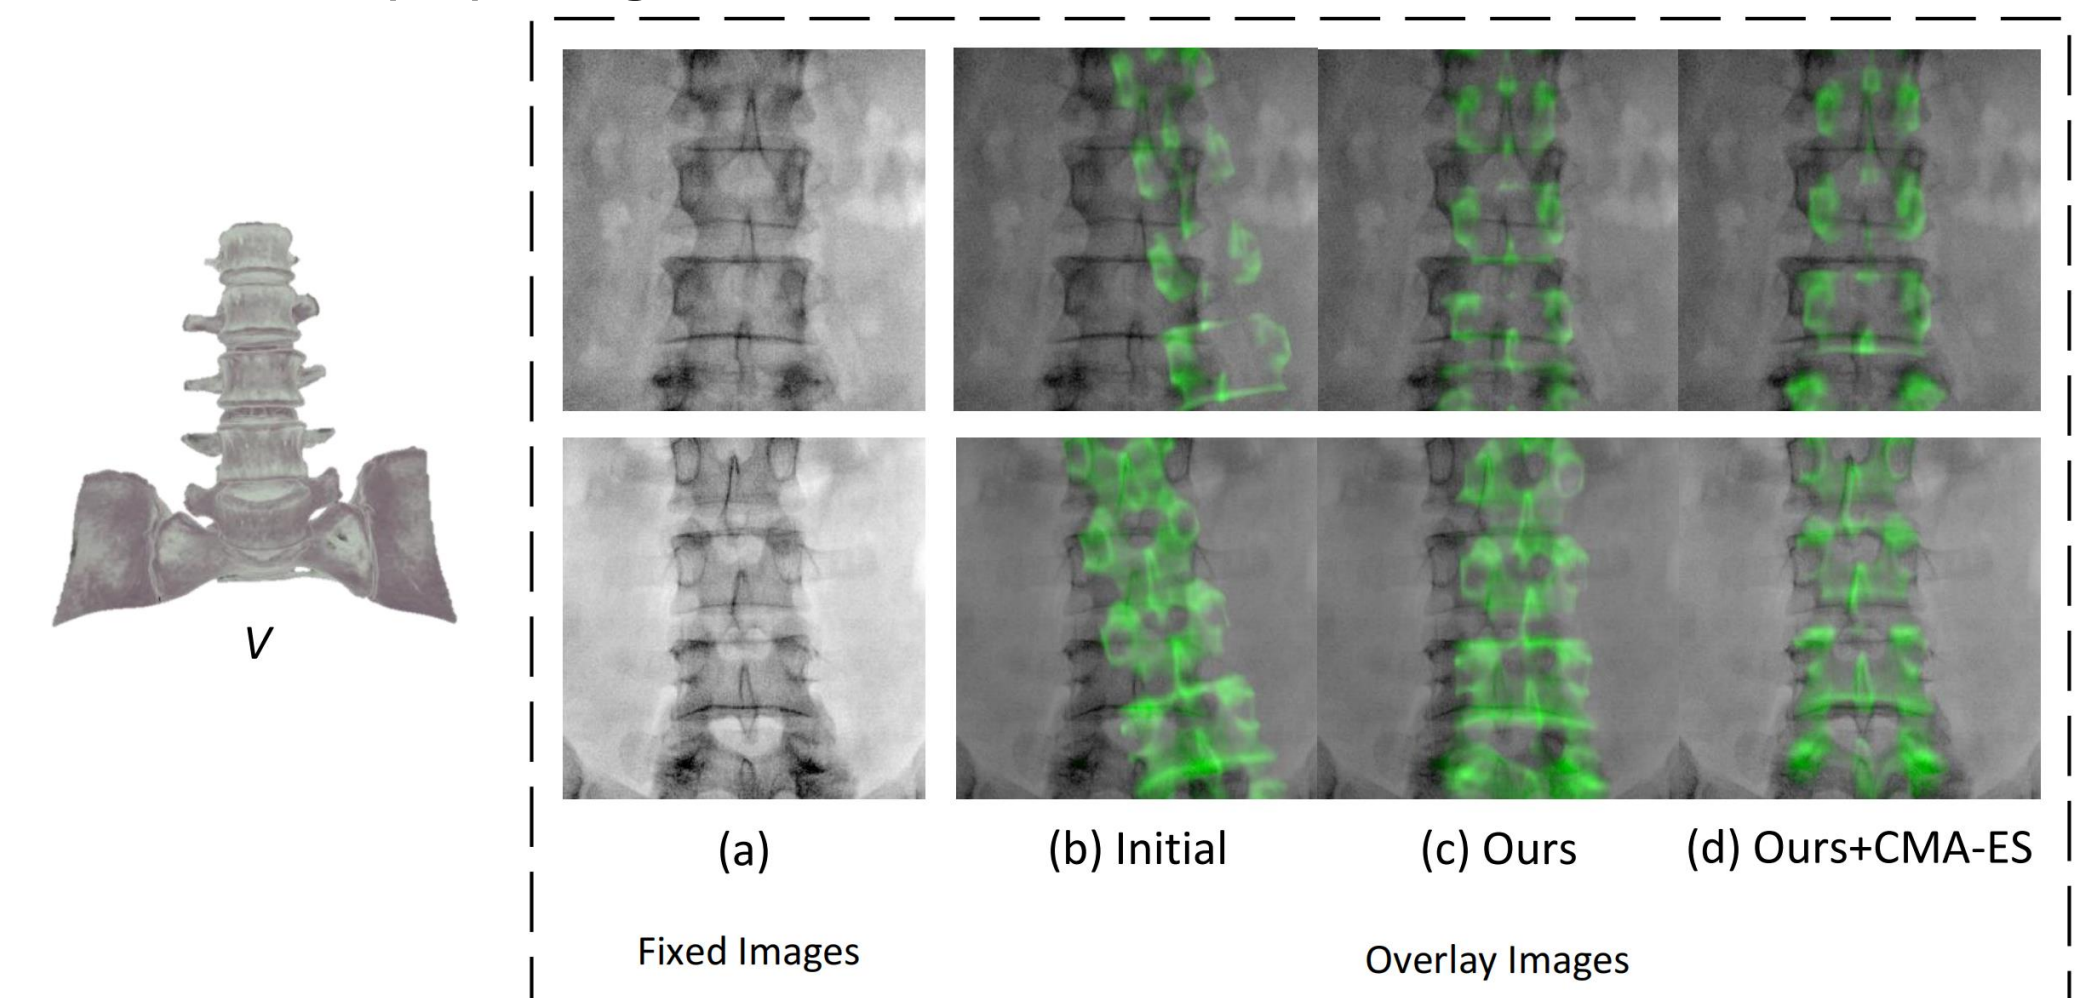 V
(a)
(b) Initial
(c) Ours
(d) Ours+CMA-ES
Fixed Images
Overlay Images